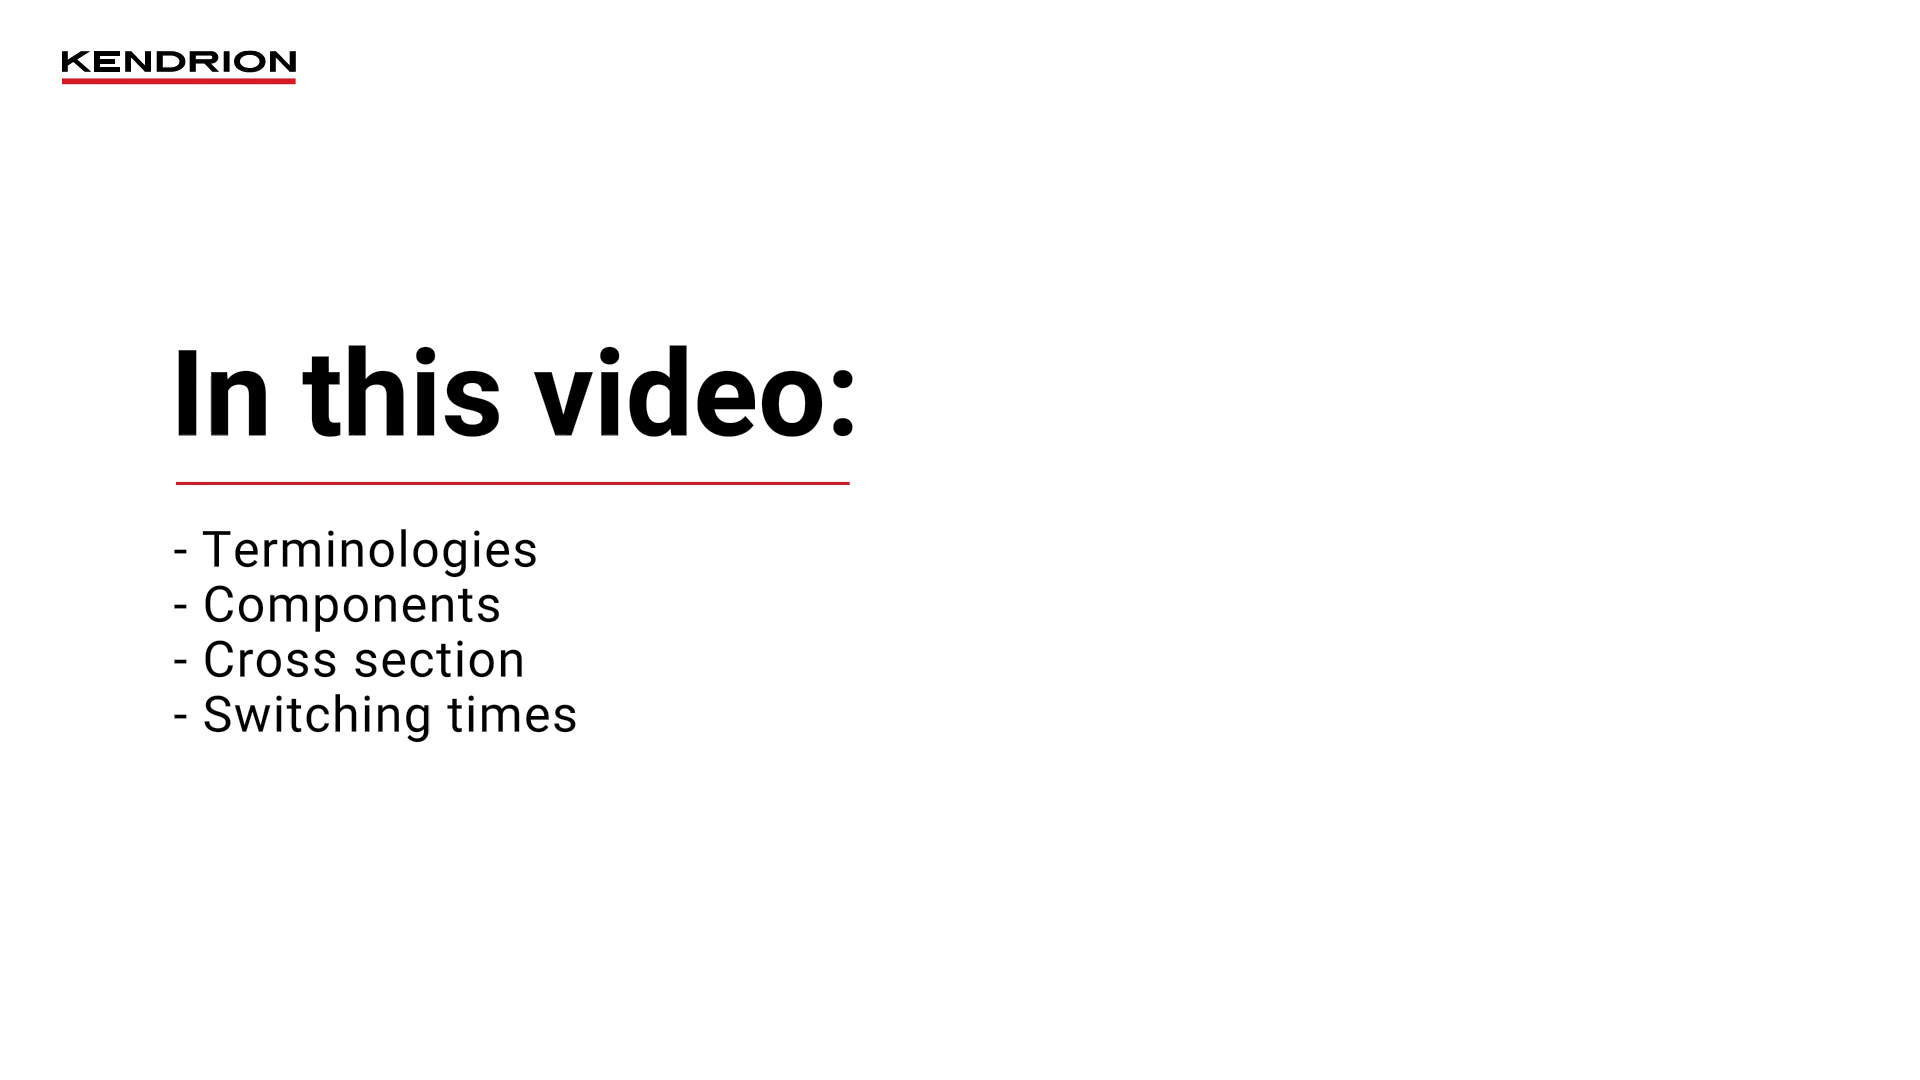 KENDRION
In this video:
- Terminologies
- Components
- Cross section
- Switching times